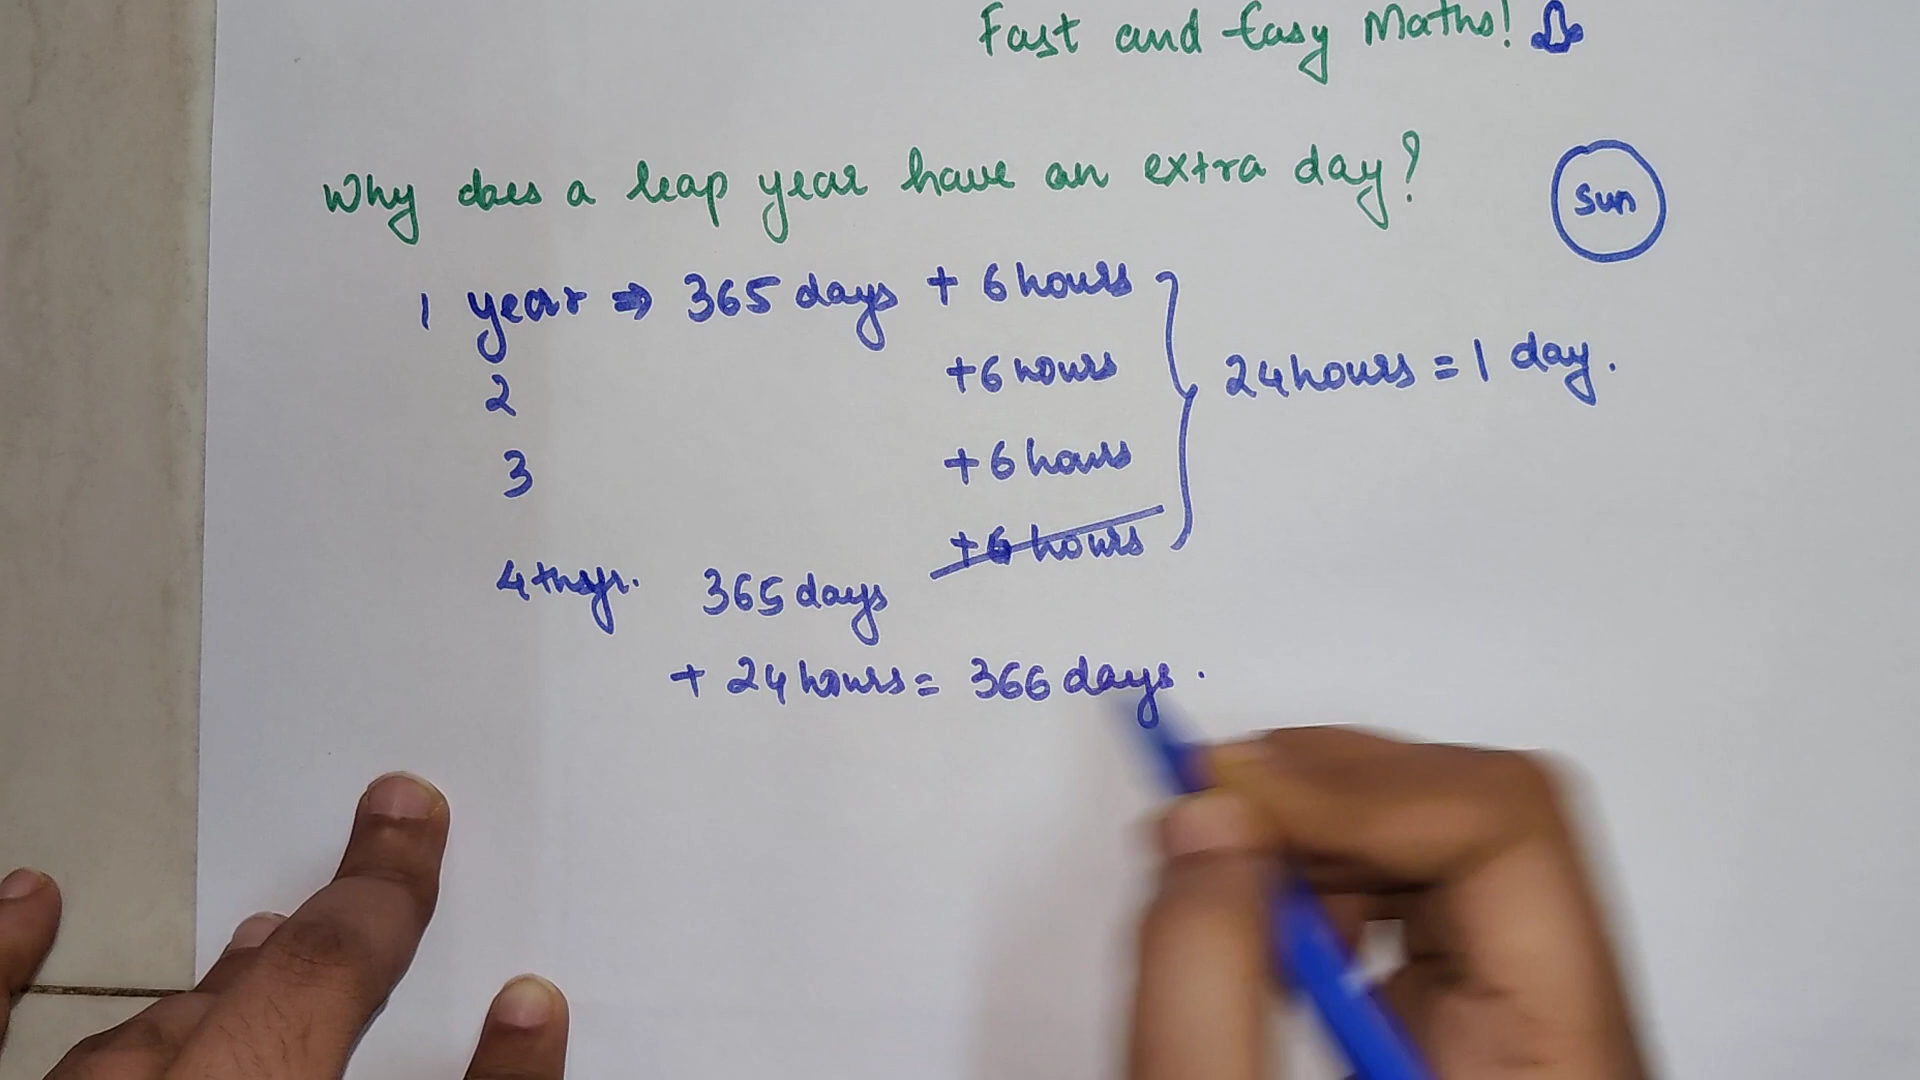 Fast and Easy Maths!
Why does a leap year have an extra day?
Sun
1 year ⇒ 365 days + 6 hours
2 +6 hours
24 hours = 1 day.
3 +6 hours
+6 hours
4th yr. 365 days
+ 24 hours = 366 days.